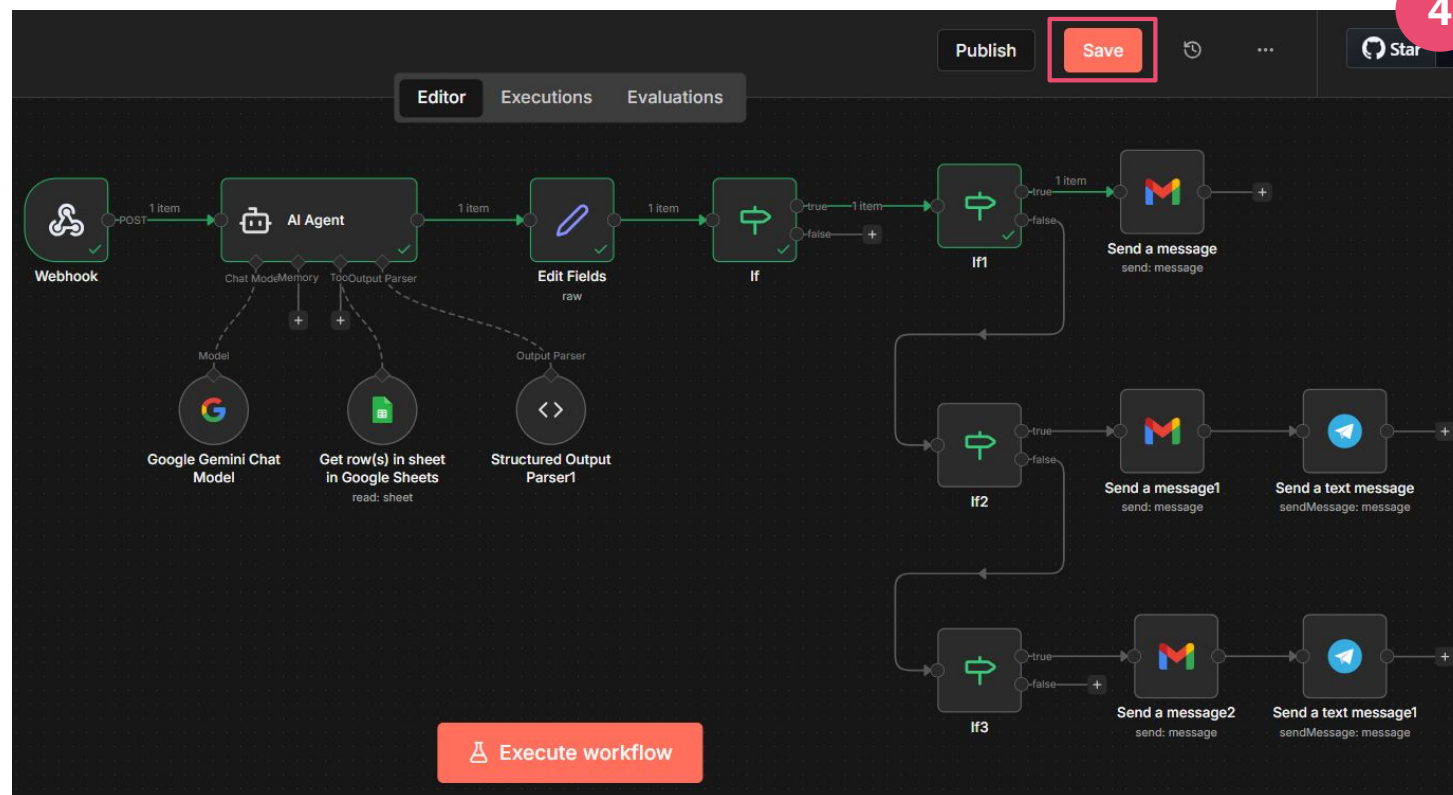 4
Publish
Save
Star
Editor
Executions
Evaluations
1 item
POST
AI Agent
1 item
1 item
true
1 item
false
true
1 item
false
Webhook
Chat Mode
Memory
Too
Output Parser
Edit Fields
raw
If
If1
Send a message
send: message
Model
Output Parser
Google Gemini Chat
Model
Get row(s) in sheet
in Google Sheets
read: sheet
Structured Output
Parser1
true
false
If2
Send a message1
send: message
Send a text message
sendMessage: message
true
false
If3
Send a message2
send: message
Send a text message1
sendMessage: message
Execute workflow